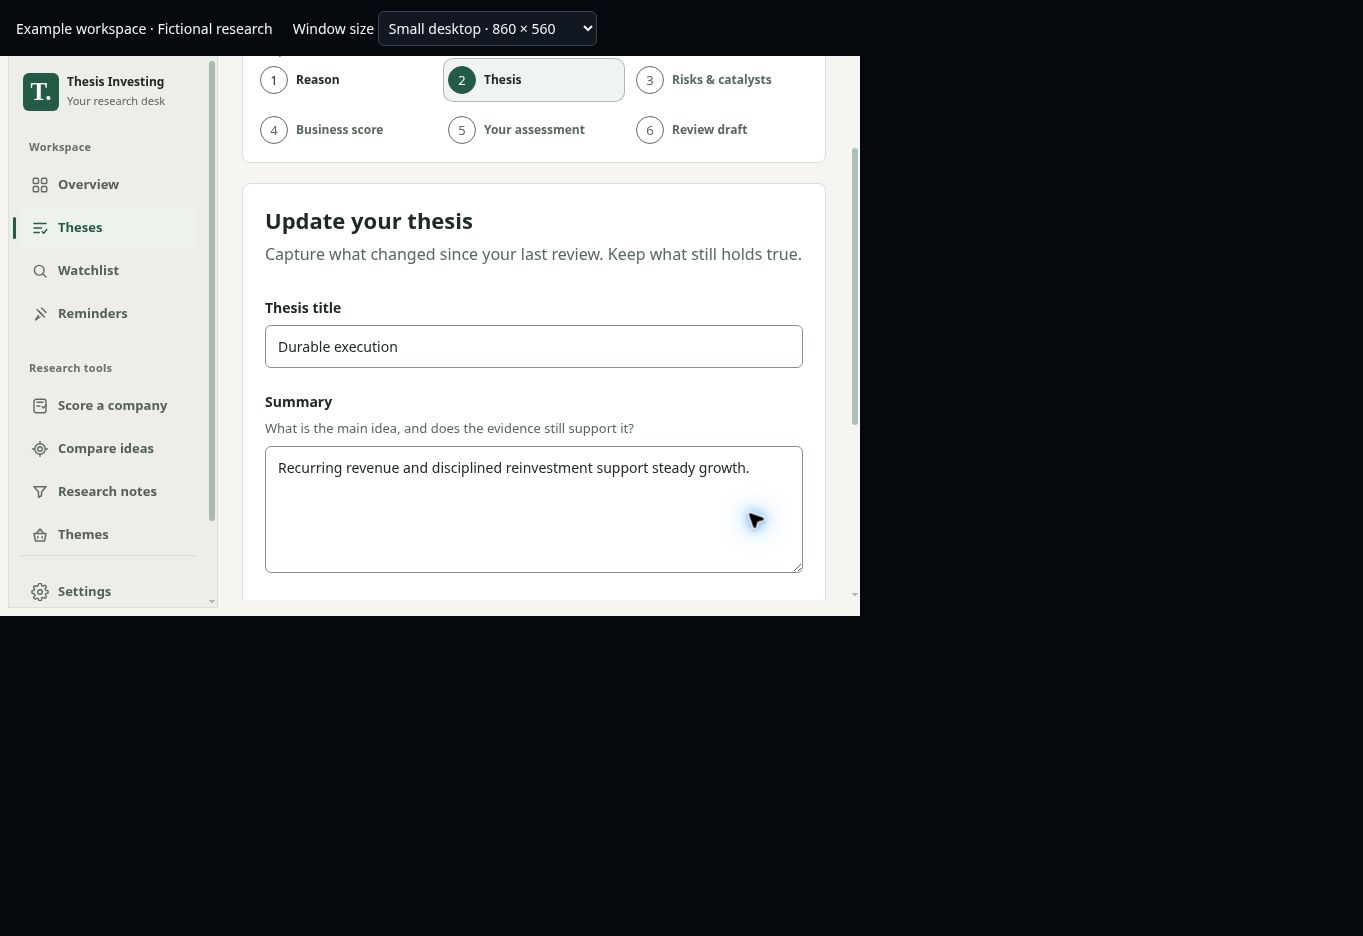 Example workspace · Fictional research
Window size
Small desktop · 860 × 560
T.
Thesis Investing
Your research desk
Workspace
Overview
Theses
Watchlist
Reminders
Research tools
Score a company
Compare ideas
Research notes
Themes
Settings
1 Reason
2 Thesis
3 Risks & catalysts
4 Business score
5 Your assessment
6 Review draft
Update your thesis
Capture what changed since your last review. Keep what still holds true.
Thesis title
Durable execution
Summary
What is the main idea, and does the evidence still support it?
Recurring revenue and disciplined reinvestment support steady growth.